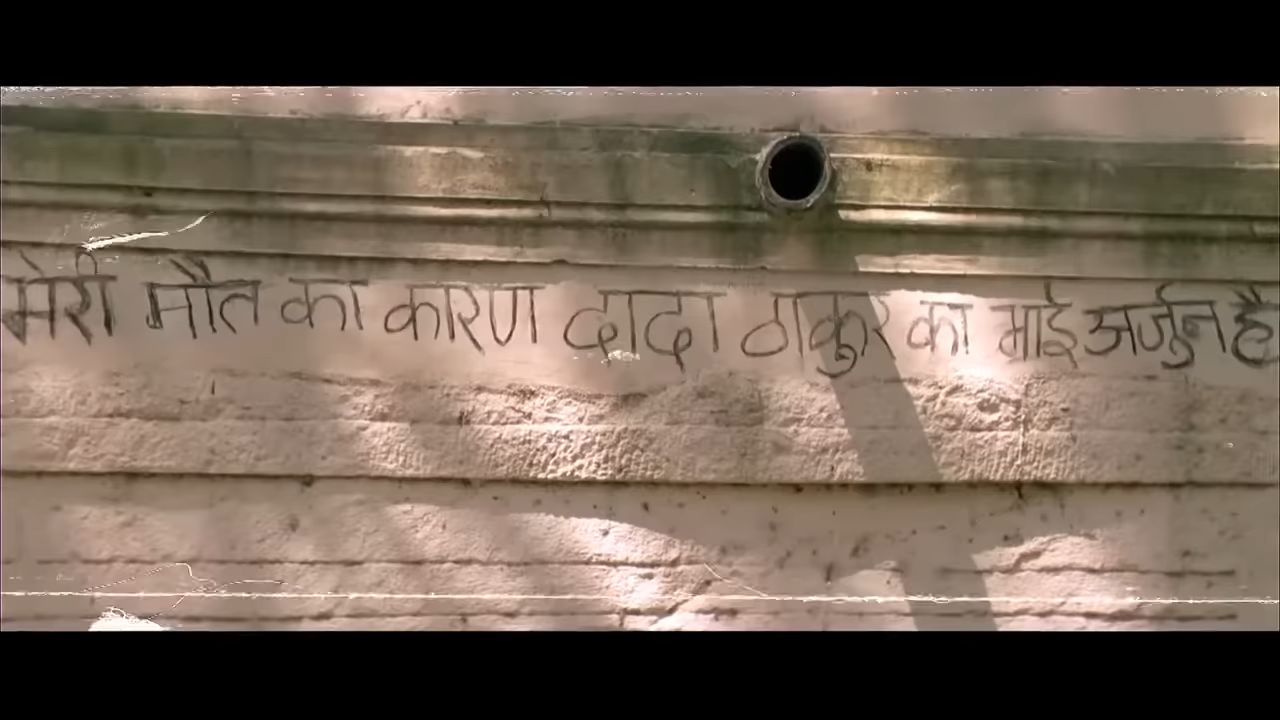 मेरी मौत का कारण दादा ठाकुर का भाई अर्जुन है